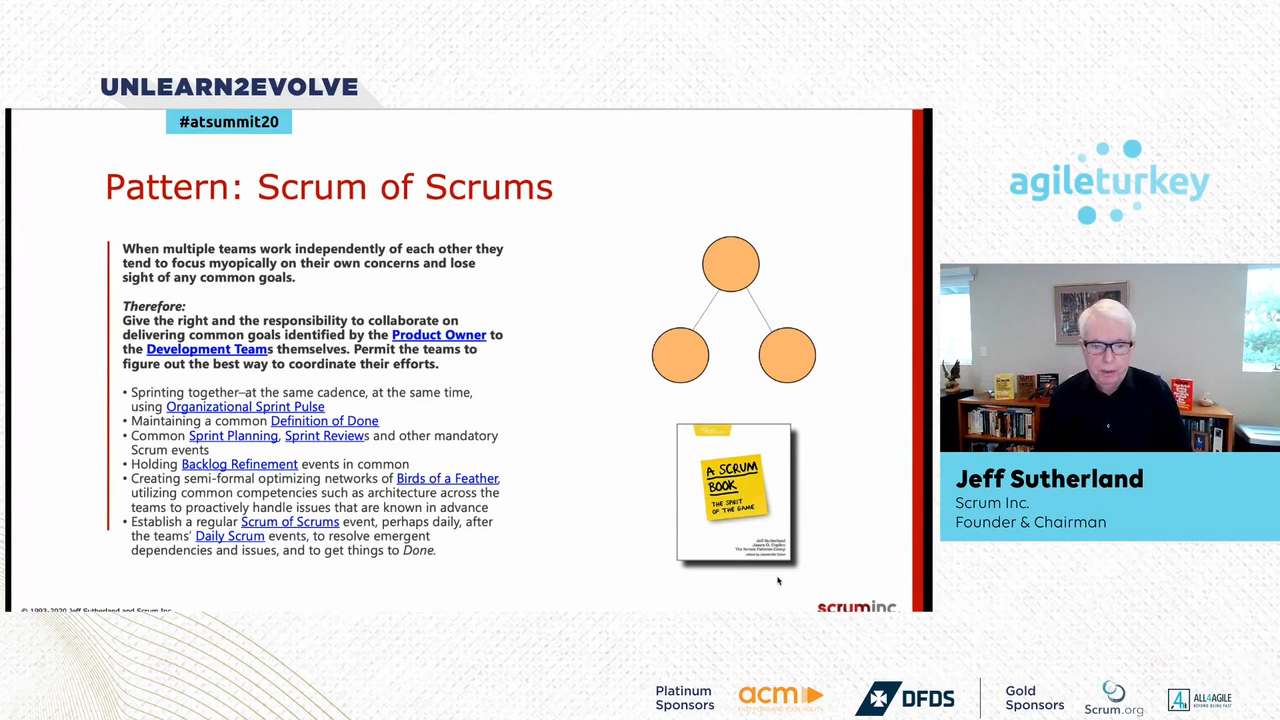 UNLEARN2EVOLVE
#atsummit20
Pattern: Scrum of Scrums
When multiple teams work independently of each other they
tend to focus myopically on their own concerns and lose
sight of any common goals.
Therefore:
Give the right and the responsibility to collaborate on
delivering common goals identified by the Product Owner to
the Development Teams themselves. Permit the teams to
figure out the best way to coordinate their efforts.
• Sprinting together–at the same cadence, at the same time,
using Organizational Sprint Pulse
• Maintaining a common Definition of Done
• Common Sprint Planning, Sprint Reviews and other mandatory
Scrum events
• Holding Backlog Refinement events in common
• Creating semi-formal optimizing networks of Birds of a Feather,
utilizing common competencies such as architecture across the
teams to proactively handle issues that are known in advance
• Establish a regular Scrum of Scrums event, perhaps daily, after
the teams’ Daily Scrum events, to resolve emergent
dependencies and issues, and to get things to Done.
A SCRUM
BOOK
THE SPIRIT
OF THE GAME
Jeff Sutherland
James O. Coplien
The Scrum Patterns Group
© 1993-2020 Jeff Sutherland and Scrum Inc.
scruminc.
agileturkey
Jeff Sutherland
Scrum Inc.
Founder & Chairman
Platinum
Sponsors
acm
DFDS
Gold
Sponsors
Scrum.org
ALL4AGILE